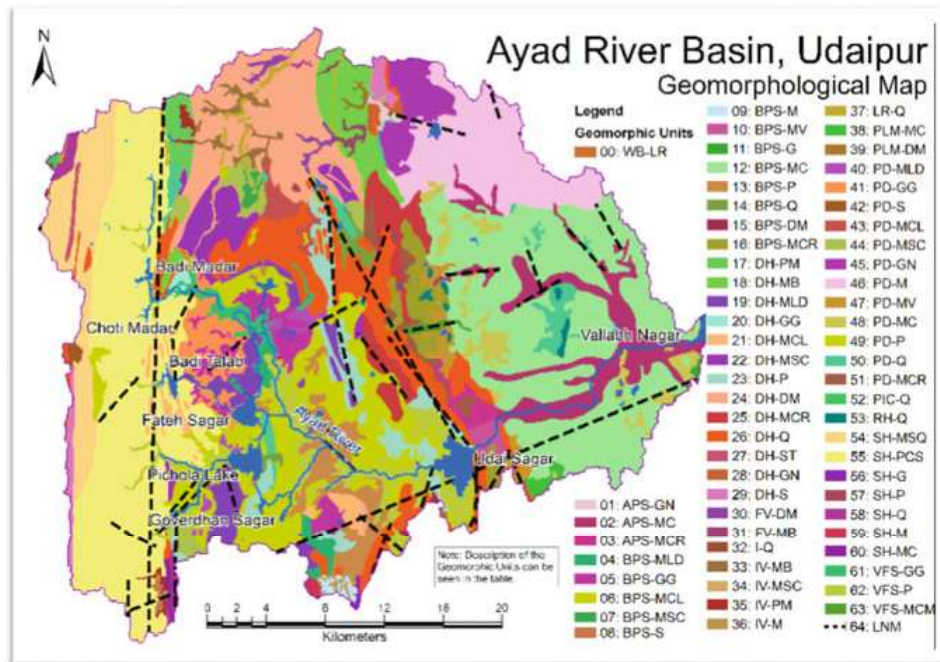 N
Ayad River Basin, Udaipur
Geomorphological Map
Legend
Geomorphic Units
00: WB-LR
01: APS-GN
02: APS-MC
03: APS-MCR
04: BPS-MLD
05: BPS-GG
06: BPS-MCL
07: BPS-MSC
08: BPS-S
09: BPS-M
10: BPS-MV
11: BPS-G
12: BPS-MC
13: BPS-P
14: BPS-Q
15: BPS-DM
16: BPS-MCR
17: DH-PM
18: DH-MB
19: DH-MLD
20: DH-GG
21: DH-MCL
22: DH-MSC
23: DH-P
24: DH-DM
25: DH-MCR
26: DH-Q
27: DH-ST
28: DH-GN
29: DH-S
30: FV-DM
31: FV-MB
32: I-Q
33: IV-MB
34: IV-MSC
35: IV-PM
36: IV-M
37: LR-Q
38: PLM-MC
39: PLM-DM
40: PD-MLD
41: PD-GG
42: PD-S
43: PD-MCL
44: PD-MSC
45: PD-GN
46: PD-M
47: PD-MV
48: PD-MC
49: PD-P
50: PD-Q
51: PD-MCR
52: PIC-Q
53: RH-Q
54: SH-MSQ
55: SH-PCS
56: SH-G
57: SH-P
58: SH-Q
59: SH-M
60: SH-MC
61: VFS-GG
62: VFS-P
63: VFS-MCM
64: LNM
Badi Madar
Choti Madar
Badi Talab
Fateh Sagar
Ayad River
Pichola Lake
Goverdhan Sagar
Udai Sagar
Vallabh Nagar
Note: Description of the
Geomorphic Units can be
seen in the table.
0 2 4 8 12 16 20
Kilometers